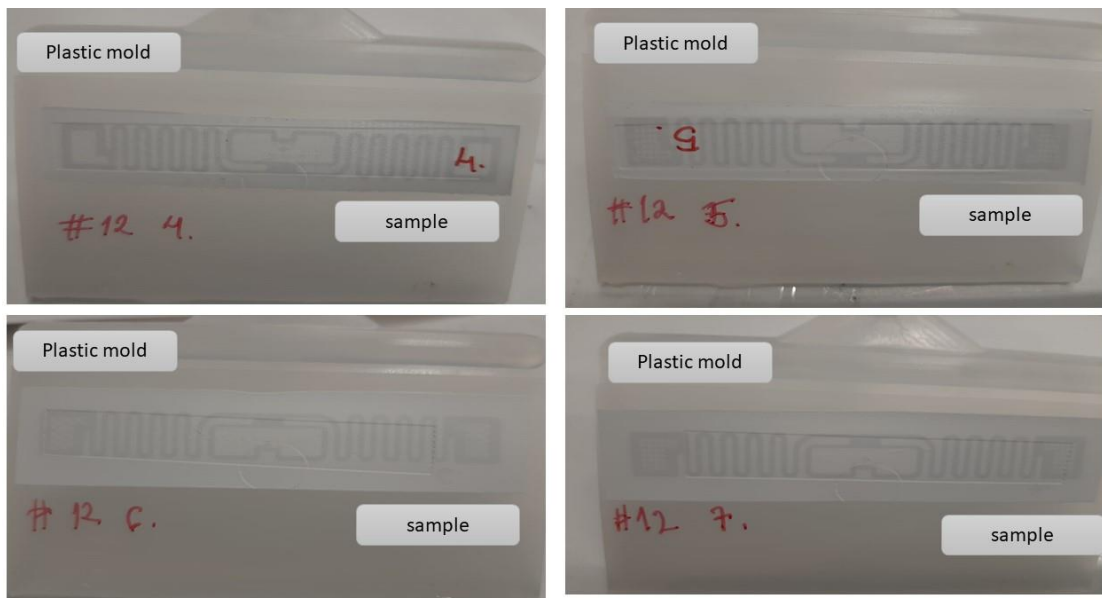 Plastic mold
4.
#12 4.
sample
Plastic mold
.5
#12 5.
sample
Plastic mold
#12 6.
sample
Plastic mold
#12 7.
sample